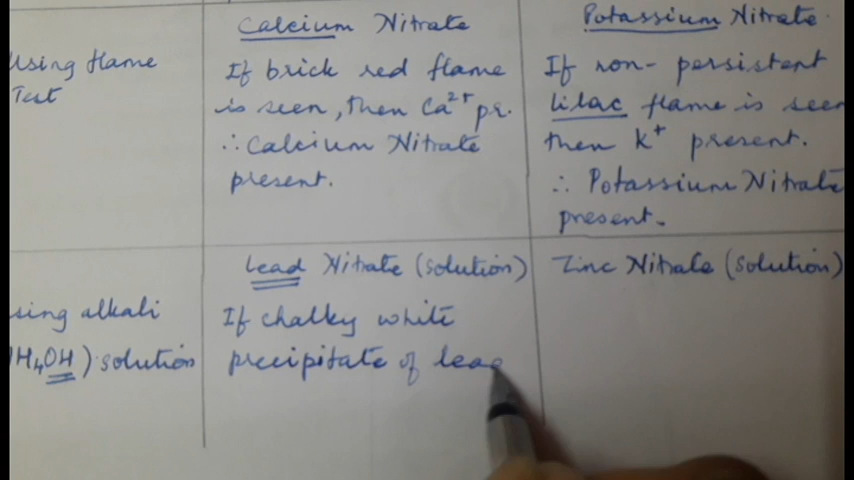 Calcium Nitrate
Potassium Nitrate.
Using flame
Test
If brick red flame
is seen, then Ca²⁺ pr.
∴ Calcium Nitrate
present.
If non-persistent
lilac flame is seen
then K⁺ present.
∴ Potassium Nitrate
present.
Lead Nitrate (solution)
Zinc Nitrate (solution)
sing alkali
H₄OH) solution
If chalky white
precipitate of lea